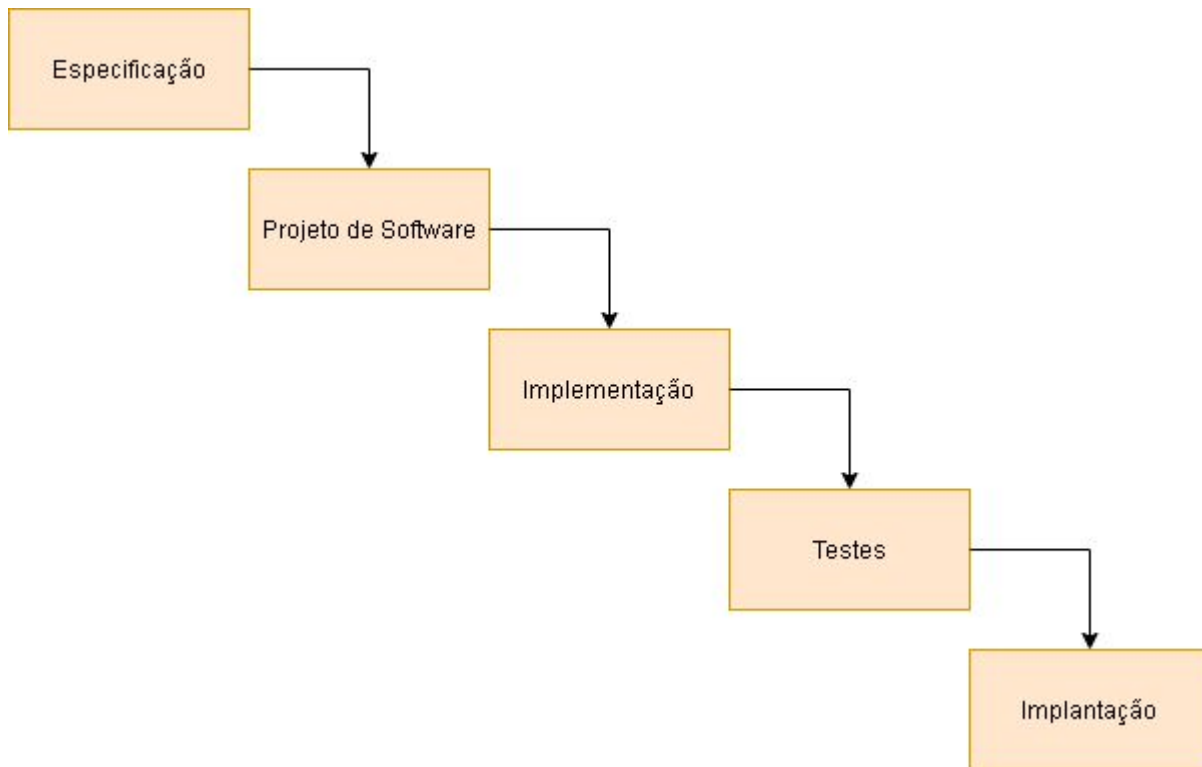 Especificação
Projeto de Software
Implementação
Testes
Implantação